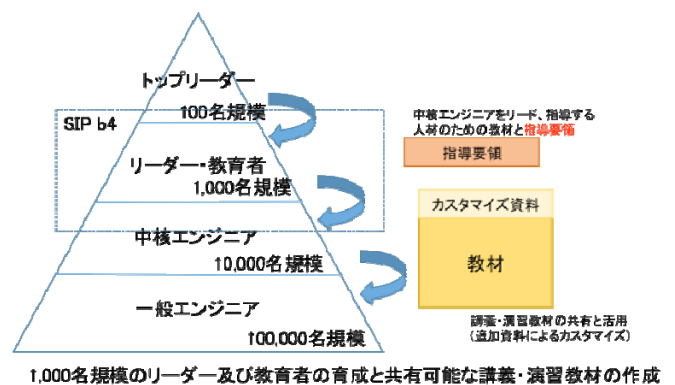 トップリーダー
100名規模
SIP b4
リーダー・教育者
1,000名規模
中核エンジニア
10,000名規模
一般エンジニア
100,000名規模
中核エンジニアをリード、指導する
人材のための教材と指導要領
指導要領
カスタマイズ資料
教材
講義・演習教材の共有と活用
(追加資料によるカスタマイズ)
1,000名規模のリーダー及び教育者の育成と共有可能な講義・演習教材の作成